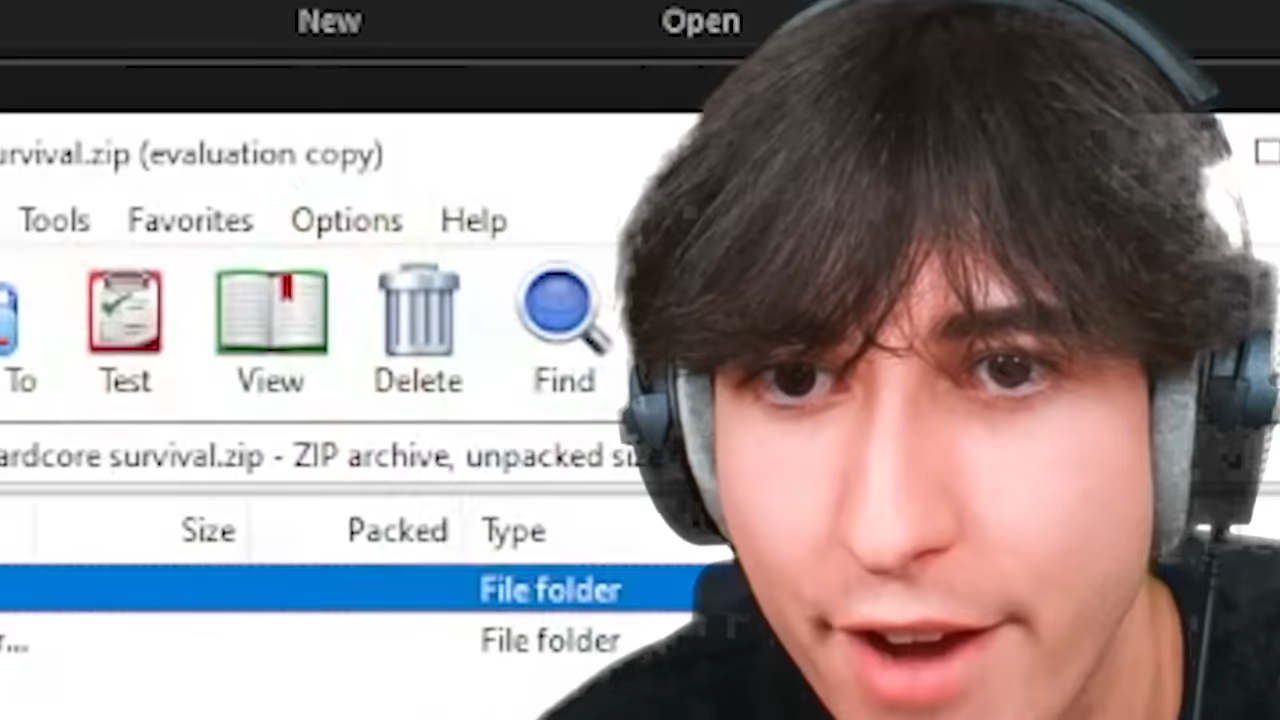 New Open
urvival.zip (evaluation copy)
Tools Favorites Options Help
To Test View Delete Find
ardcore survival.zip - ZIP archive, unpacked size
Size Packed Type
File folder
r... File folder